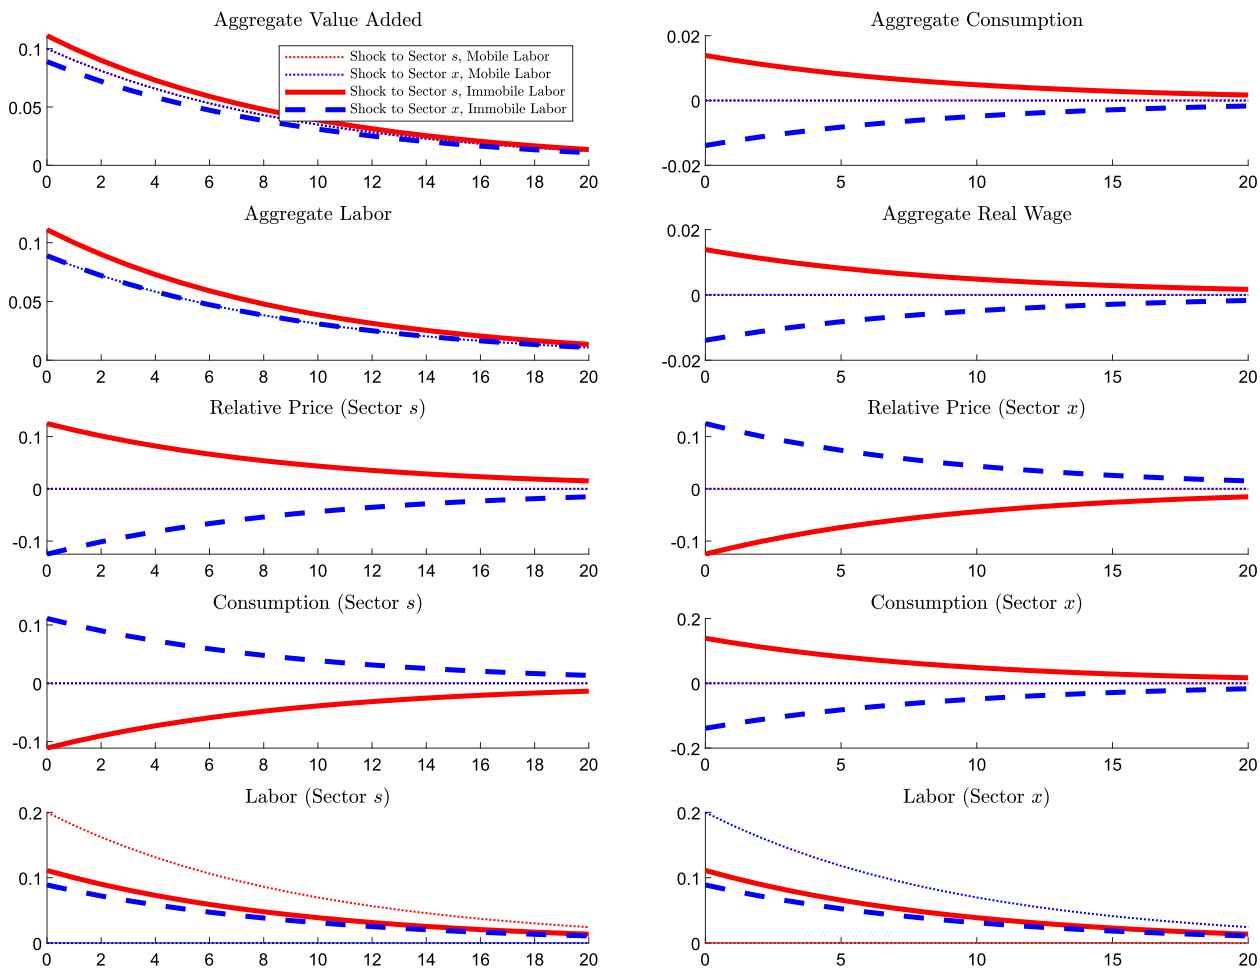 Aggregate Value Added
0.1
0.05
0
0 2 4 6 8 10 12 14 16 18 20
Shock to Sector s, Mobile Labor
Shock to Sector x, Mobile Labor
Shock to Sector s, Immobile Labor
Shock to Sector x, Immobile Labor
Aggregate Consumption
0.02
0
-0.02
0 5 10 15 20
Aggregate Labor
0.1
0.05
0
0 2 4 6 8 10 12 14 16 18 20
Aggregate Real Wage
0.02
0
-0.02
0 5 10 15 20
Relative Price (Sector s)
0.1
0
-0.1
0 2 4 6 8 10 12 14 16 18 20
Relative Price (Sector x)
0.1
0
-0.1
0 5 10 15 20
Consumption (Sector s)
0.1
0
-0.1
0 2 4 6 8 10 12 14 16 18 20
Consumption (Sector x)
0.2
0
-0.2
0 5 10 15 20
Labor (Sector s)
0.2
0.1
0
0 2 4 6 8 10 12 14 16 18 20
Labor (Sector x)
0.2
0.1
0
0 5 10 15 20